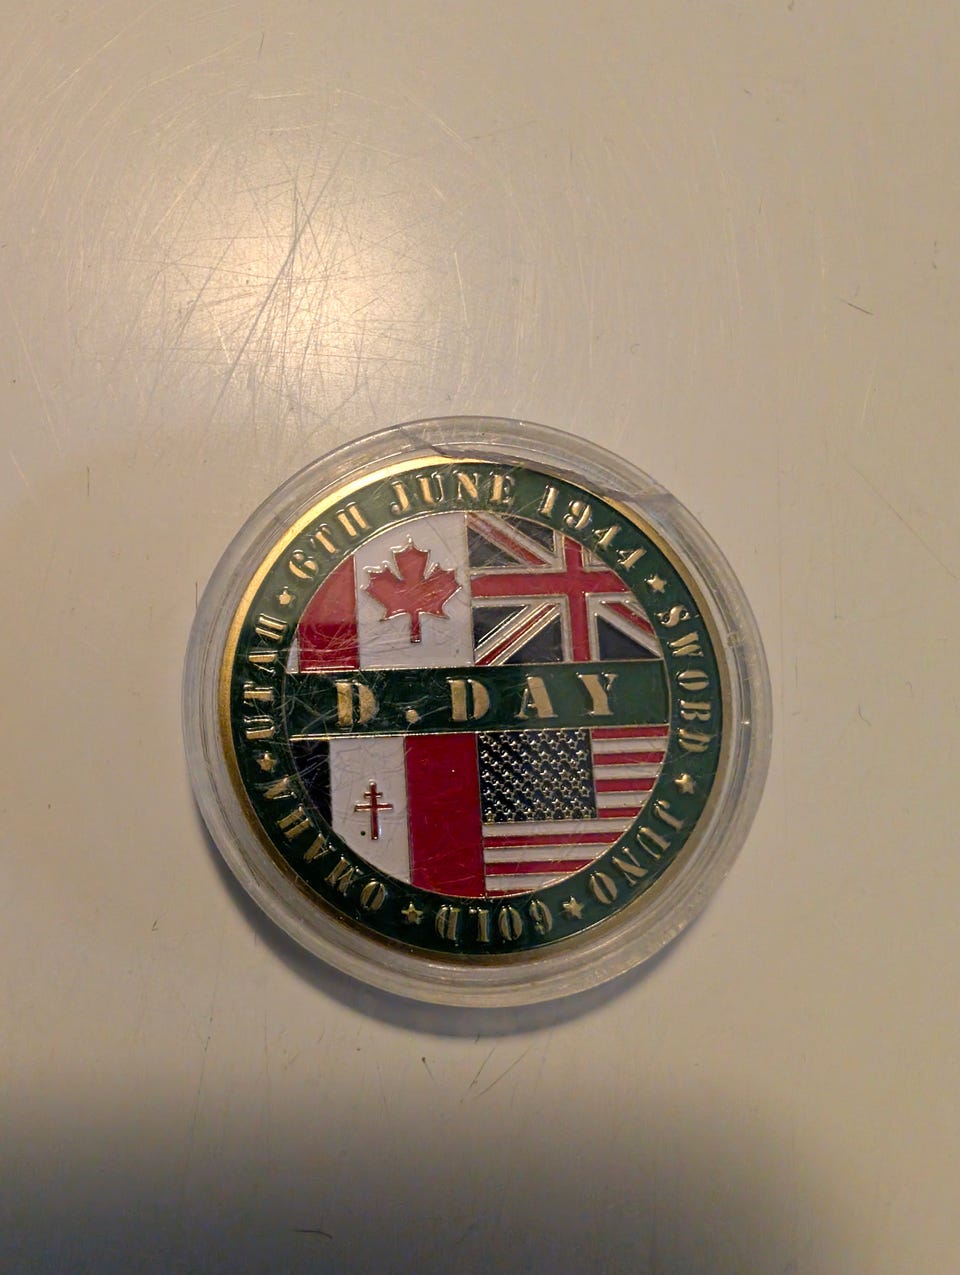 6TH JUNE 1944 ★ SWORD ★ JUNO ★ GOLD ★ OMAHA ★ UTAH ★
D.DAY